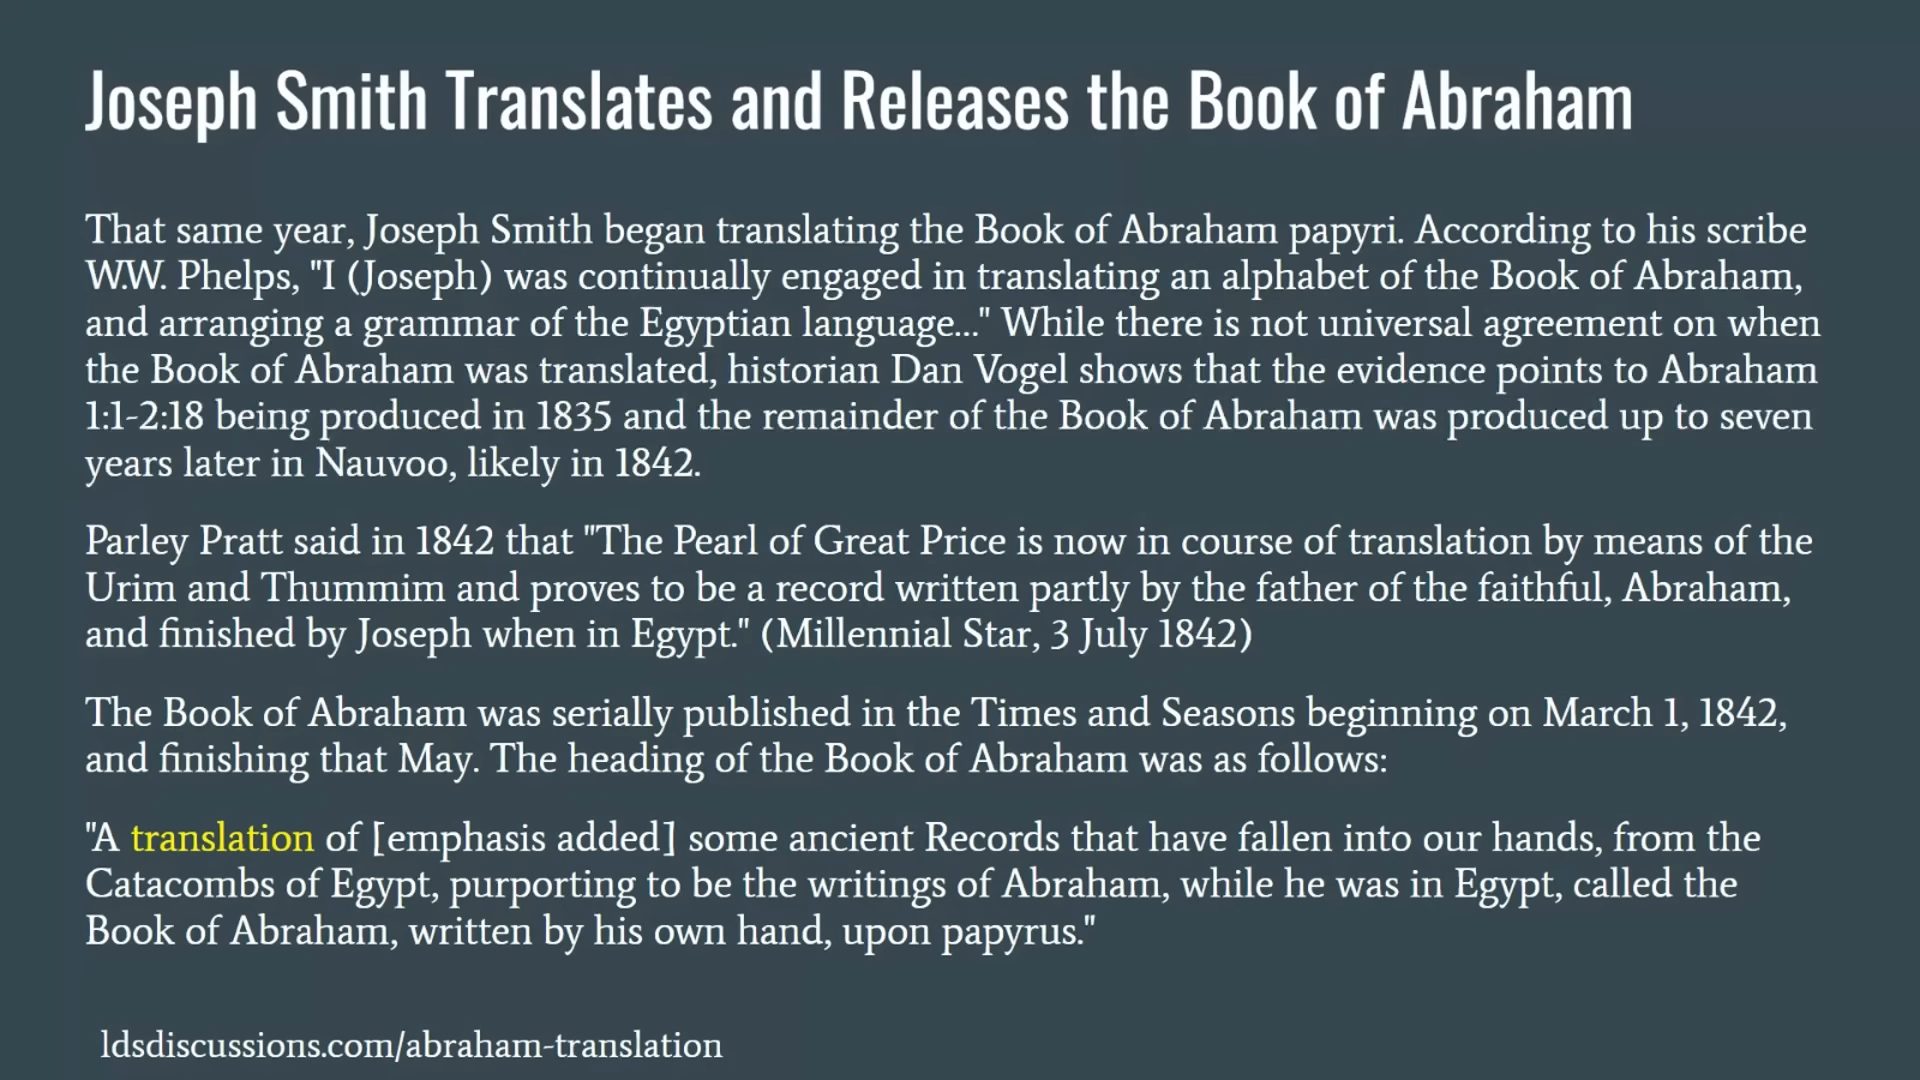 Joseph Smith Translates and Releases the Book of Abraham
That same year, Joseph Smith began translating the Book of Abraham papyri. According to his scribe
W.W. Phelps, "I (Joseph) was continually engaged in translating an alphabet of the Book of Abraham,
and arranging a grammar of the Egyptian language..." While there is not universal agreement on when
the Book of Abraham was translated, historian Dan Vogel shows that the evidence points to Abraham
1:1-2:18 being produced in 1835 and the remainder of the Book of Abraham was produced up to seven
years later in Nauvoo, likely in 1842.
Parley Pratt said in 1842 that "The Pearl of Great Price is now in course of translation by means of the
Urim and Thummim and proves to be a record written partly by the father of the faithful, Abraham,
and finished by Joseph when in Egypt." (Millennial Star, 3 July 1842)
The Book of Abraham was serially published in the Times and Seasons beginning on March 1, 1842,
and finishing that May. The heading of the Book of Abraham was as follows:
"A translation of [emphasis added] some ancient Records that have fallen into our hands, from the
Catacombs of Egypt, purporting to be the writings of Abraham, while he was in Egypt, called the
Book of Abraham, written by his own hand, upon papyrus."
ldsdiscussions.com/abraham-translation